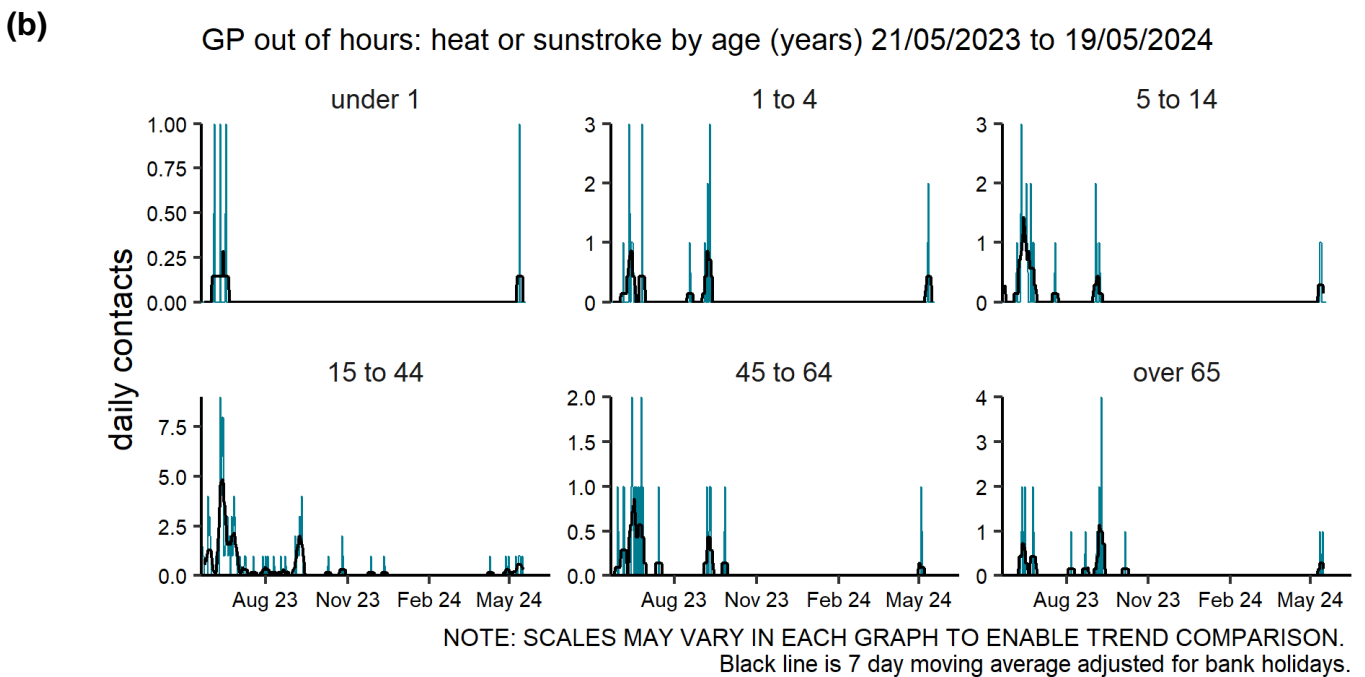 (b)
GP out of hours: heat or sunstroke by age (years) 21/05/2023 to 19/05/2024
daily contacts
under 1
1.00
0.75
0.50
0.25
0.00
1 to 4
3
2
1
0
5 to 14
3
2
1
0
15 to 44
7.5
5.0
2.5
0.0
Aug 23 Nov 23 Feb 24 May 24
45 to 64
2.0
1.5
1.0
0.5
0.0
Aug 23 Nov 23 Feb 24 May 24
over 65
4
3
2
1
0
Aug 23 Nov 23 Feb 24 May 24
NOTE: SCALES MAY VARY IN EACH GRAPH TO ENABLE TREND COMPARISON.
Black line is 7 day moving average adjusted for bank holidays.